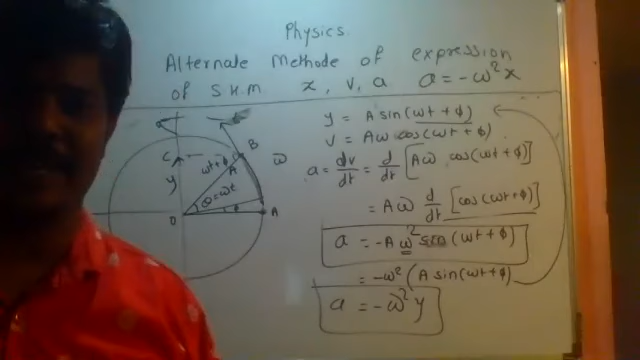 Physics.
Alternate Methode of expression
of S.H.M. x, v, a a = -ω²x
y = A sin(ωt + ϕ)
v = Aω cos(ωt + ϕ)
a = dv/dt = d/dt [Aω cos(ωt + ϕ)]
= Aω d/dt [cos(ωt + ϕ)]
a = -Aω² sin(ωt + ϕ)
= -ω² (A sin(ωt + ϕ)
a = -ω²y
C
B
ωt+ϕ
A
ω
y
θ=ωt
O
A